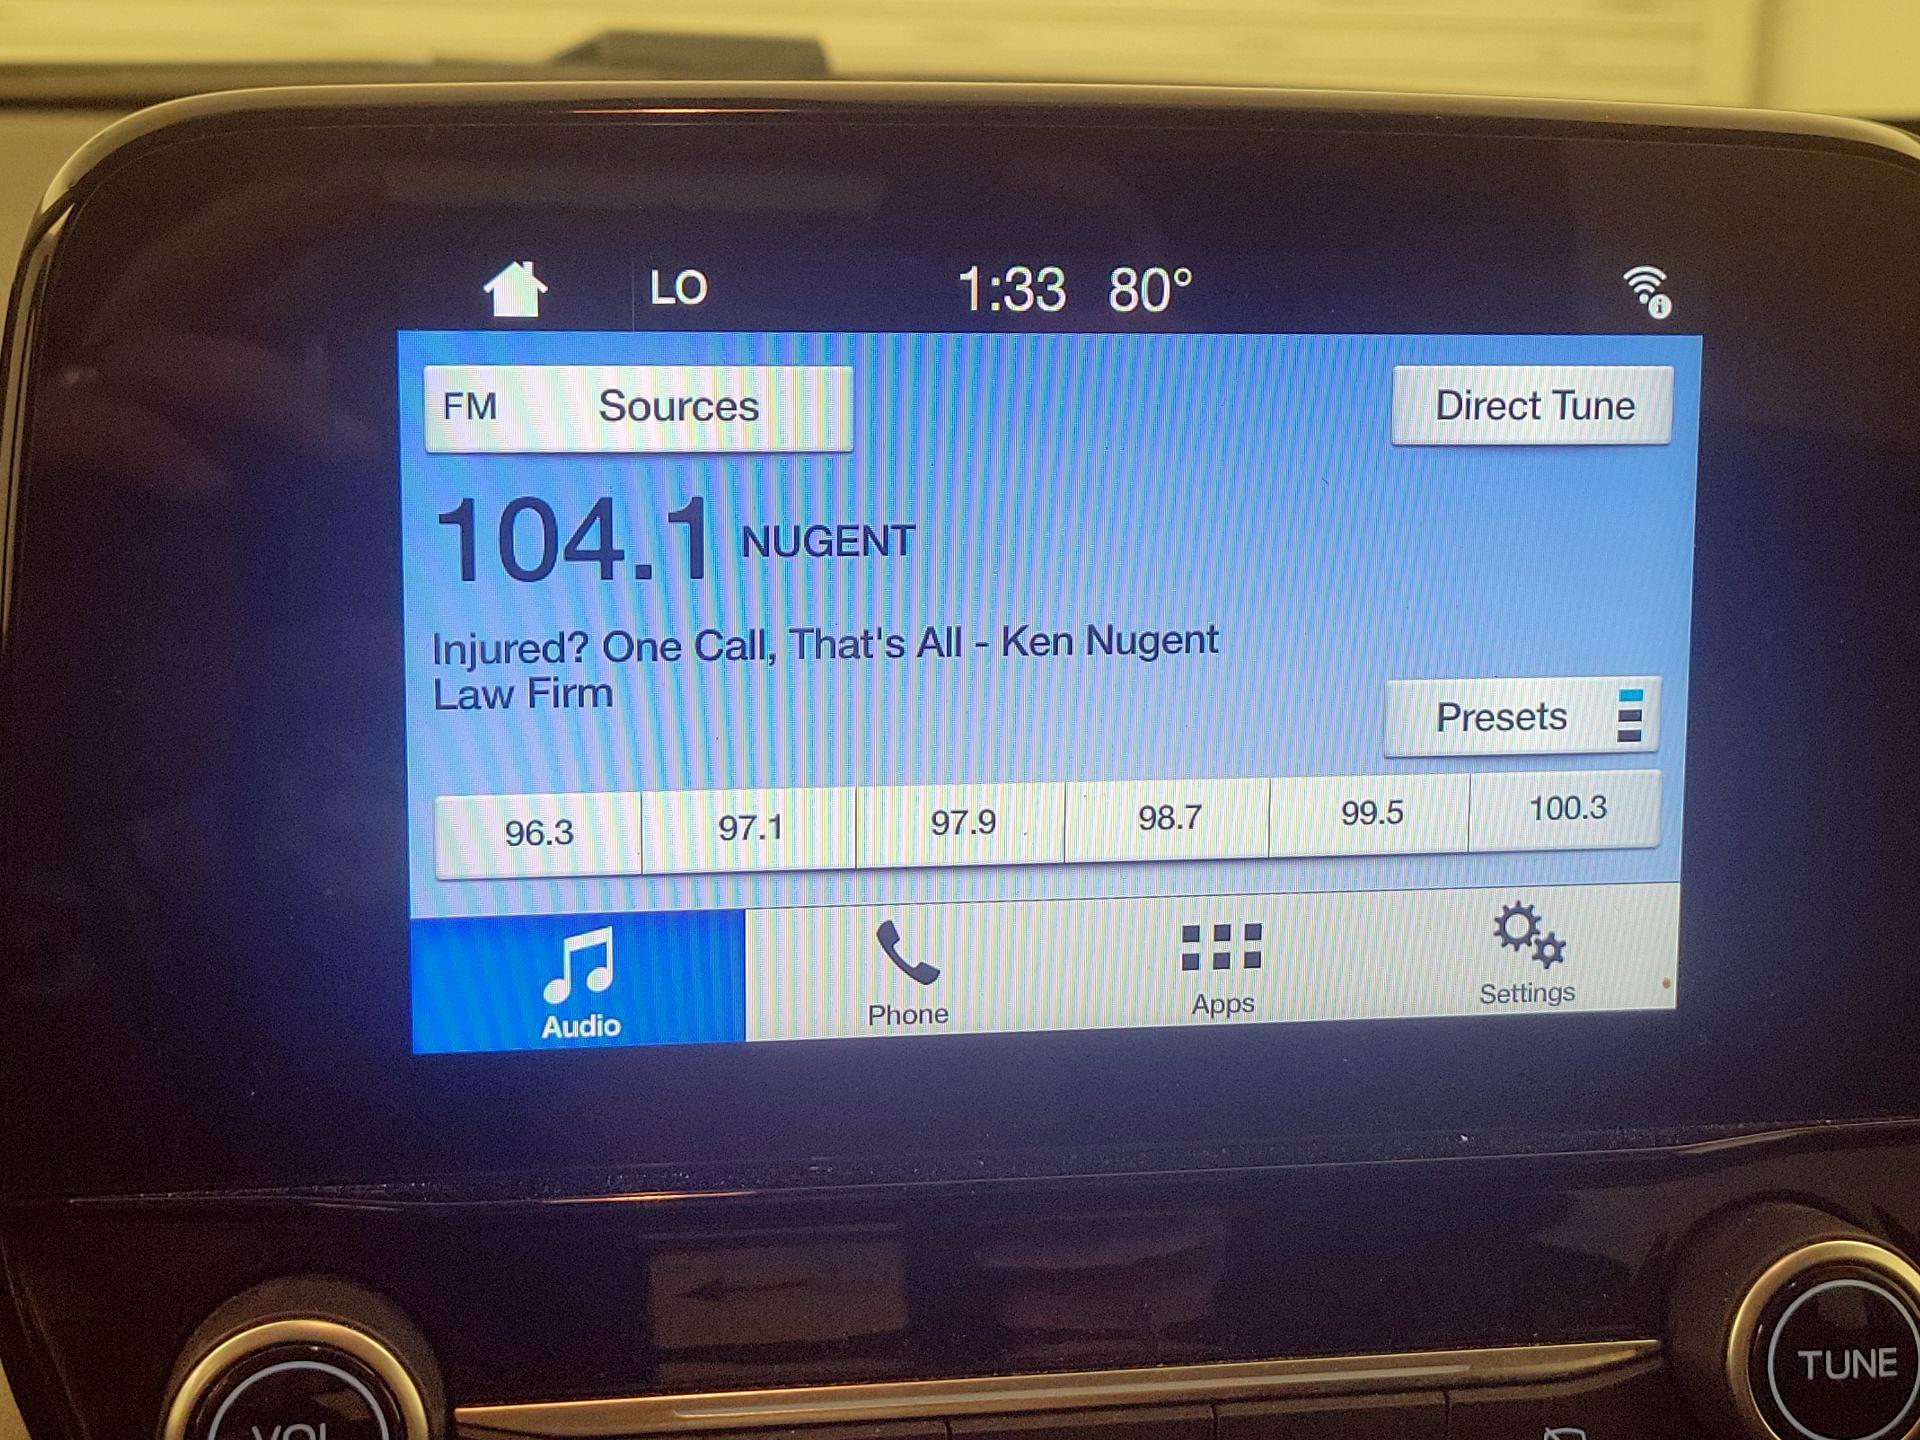 LO 1:33 80°
FM Sources Direct Tune
104.1 NUGENT
Injured? One Call, That's All - Ken Nugent
Law Firm
Presets
96.3 97.1 97.9 98.7 99.5 100.3
Audio Phone Apps Settings
VOL TUNE